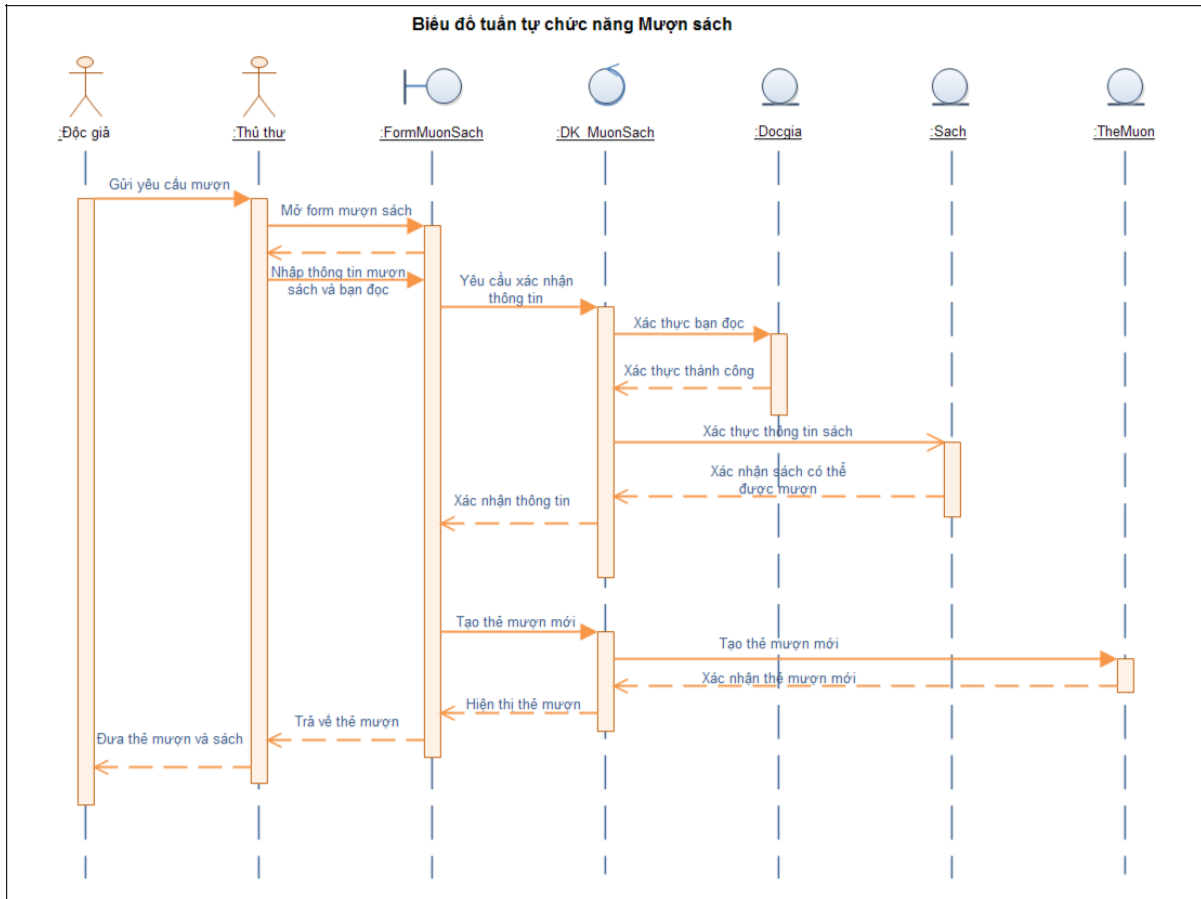 Biểu đồ tuần tự chức năng Mượn sách
:Độc giả
:Thủ thư
:FormMuonSach
:DK_MuonSach
:Docgia
:Sach
:TheMuon
Gửi yêu cầu mượn
Mở form mượn sách
Nhập thông tin mượn
sách và bạn đọc
Yêu cầu xác nhận
thông tin
Xác thực bạn đọc
Xác thực thành công
Xác thực thông tin sách
Xác nhận sách có thể
được mượn
Xác nhận thông tin
Tạo thẻ mượn mới
Tạo thẻ mượn mới
Xác nhận thẻ mượn mới
Hiện thị thẻ mượn
Trả về thẻ mượn
Đưa thẻ mượn và sách